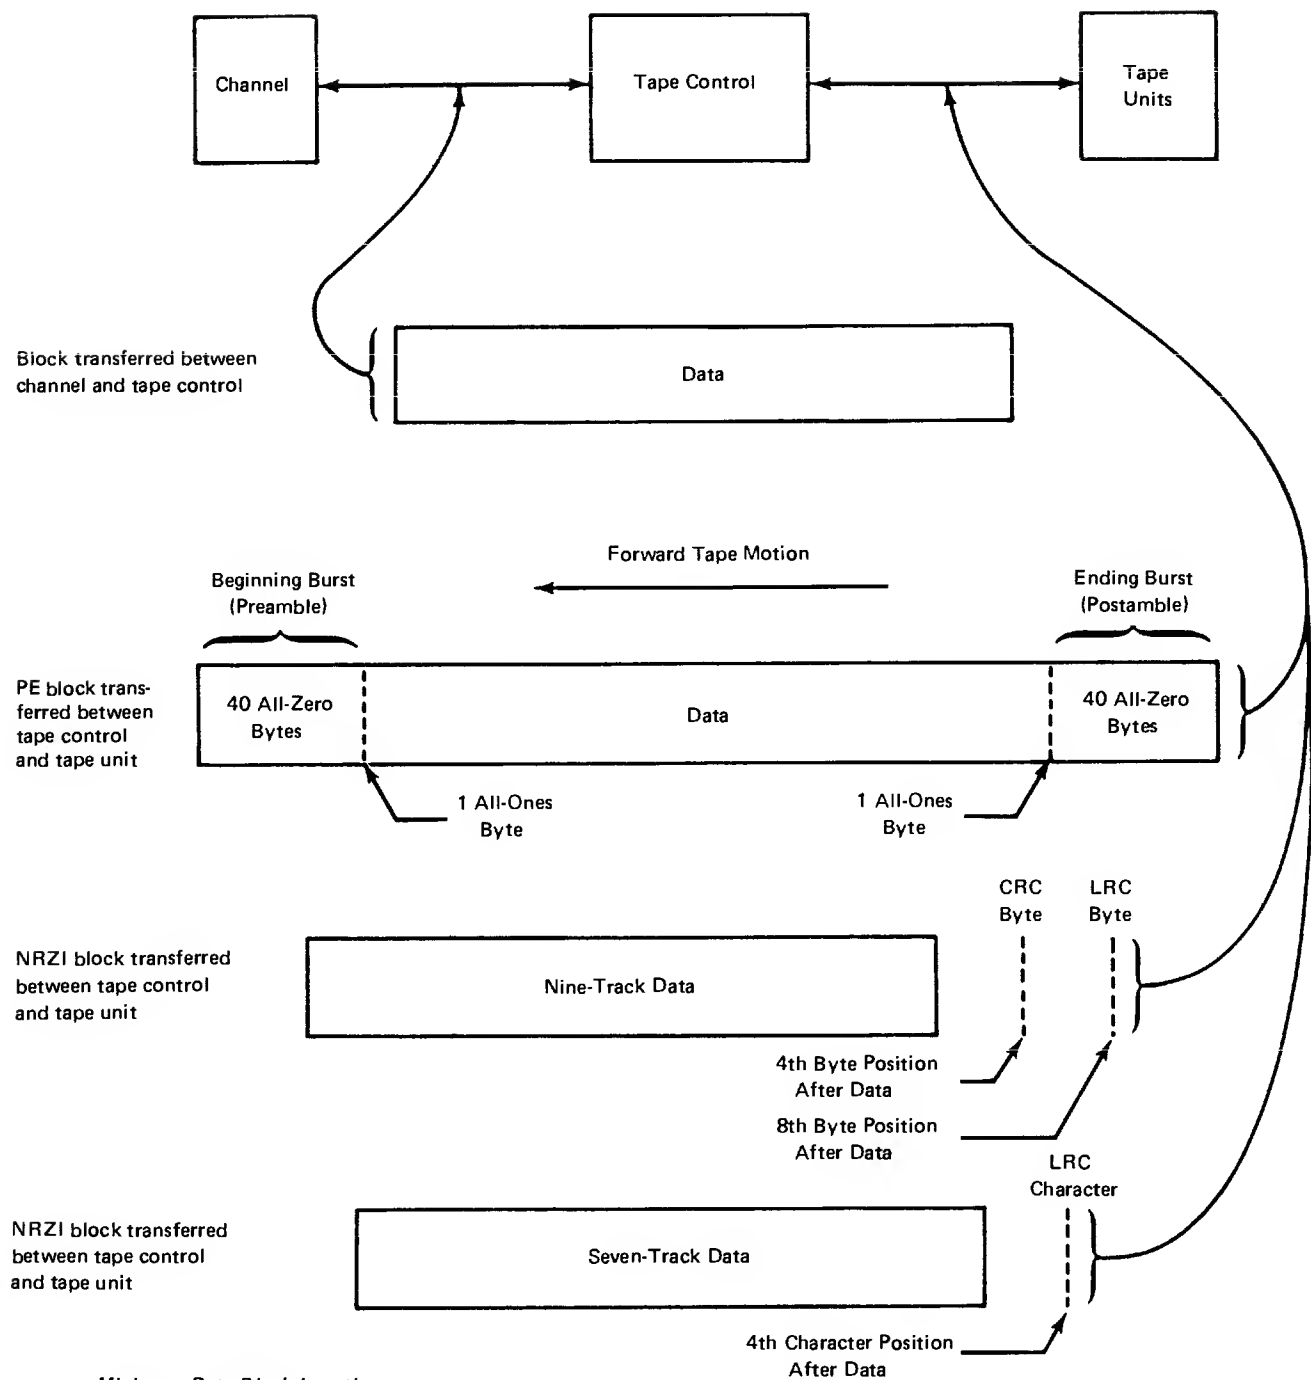 Channel
Tape Control
Tape
Units
Block transferred between
channel and tape control
Data
Forward Tape Motion
Beginning Burst
(Preamble)
Ending Burst
(Postamble)
PE block trans-
ferred between
tape control
and tape unit
40 All-Zero
Bytes
Data
40 All-Zero
Bytes
1 All-Ones
Byte
1 All-Ones
Byte
CRC
Byte
LRC
Byte
NRZI block transferred
between tape control
and tape unit
Nine-Track Data
4th Byte Position
After Data
8th Byte Position
After Data
LRC
Character
NRZI block transferred
between tape control
and tape unit
Seven-Track Data
4th Character Position
After Data